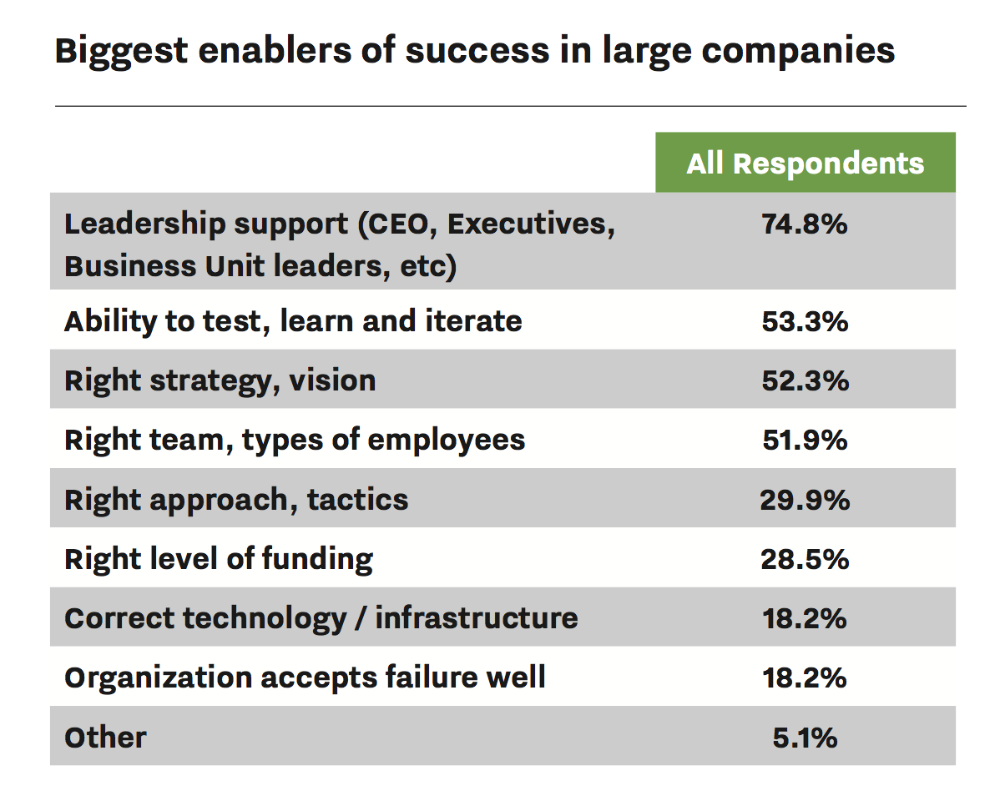 Biggest enablers of success in large companies
All Respondents
Leadership support (CEO, Executives, 74.8%
Business Unit leaders, etc)
Ability to test, learn and iterate 53.3%
Right strategy, vision 52.3%
Right team, types of employees 51.9%
Right approach, tactics 29.9%
Right level of funding 28.5%
Correct technology / infrastructure 18.2%
Organization accepts failure well 18.2%
Other 5.1%